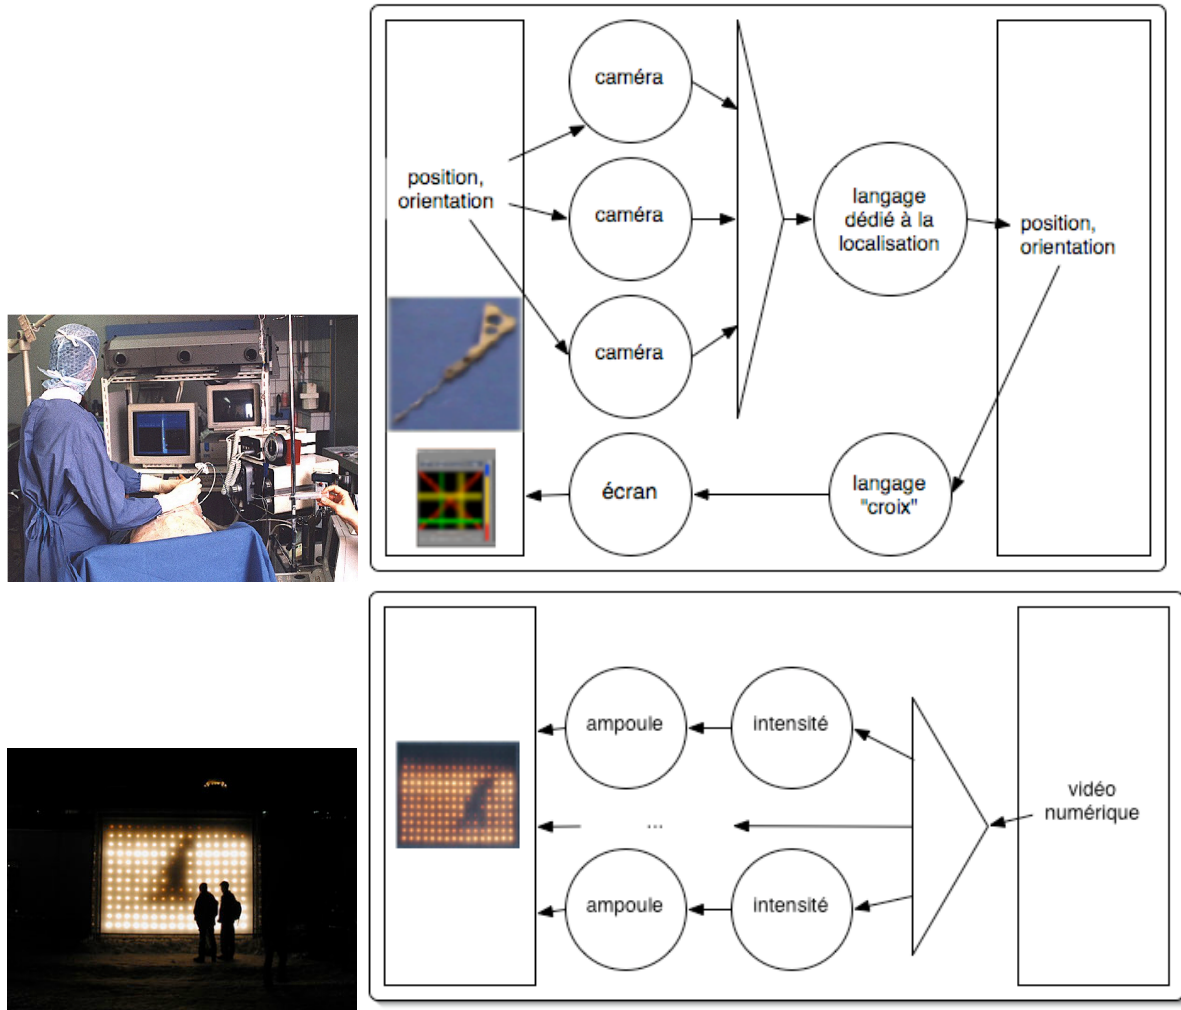 caméra
position,
orientation
caméra
caméra
langage
dédié à la
localisation
position,
orientation
écran
langage
"croix"
ampoule
intensité
...
ampoule
intensité
vidéo
numérique